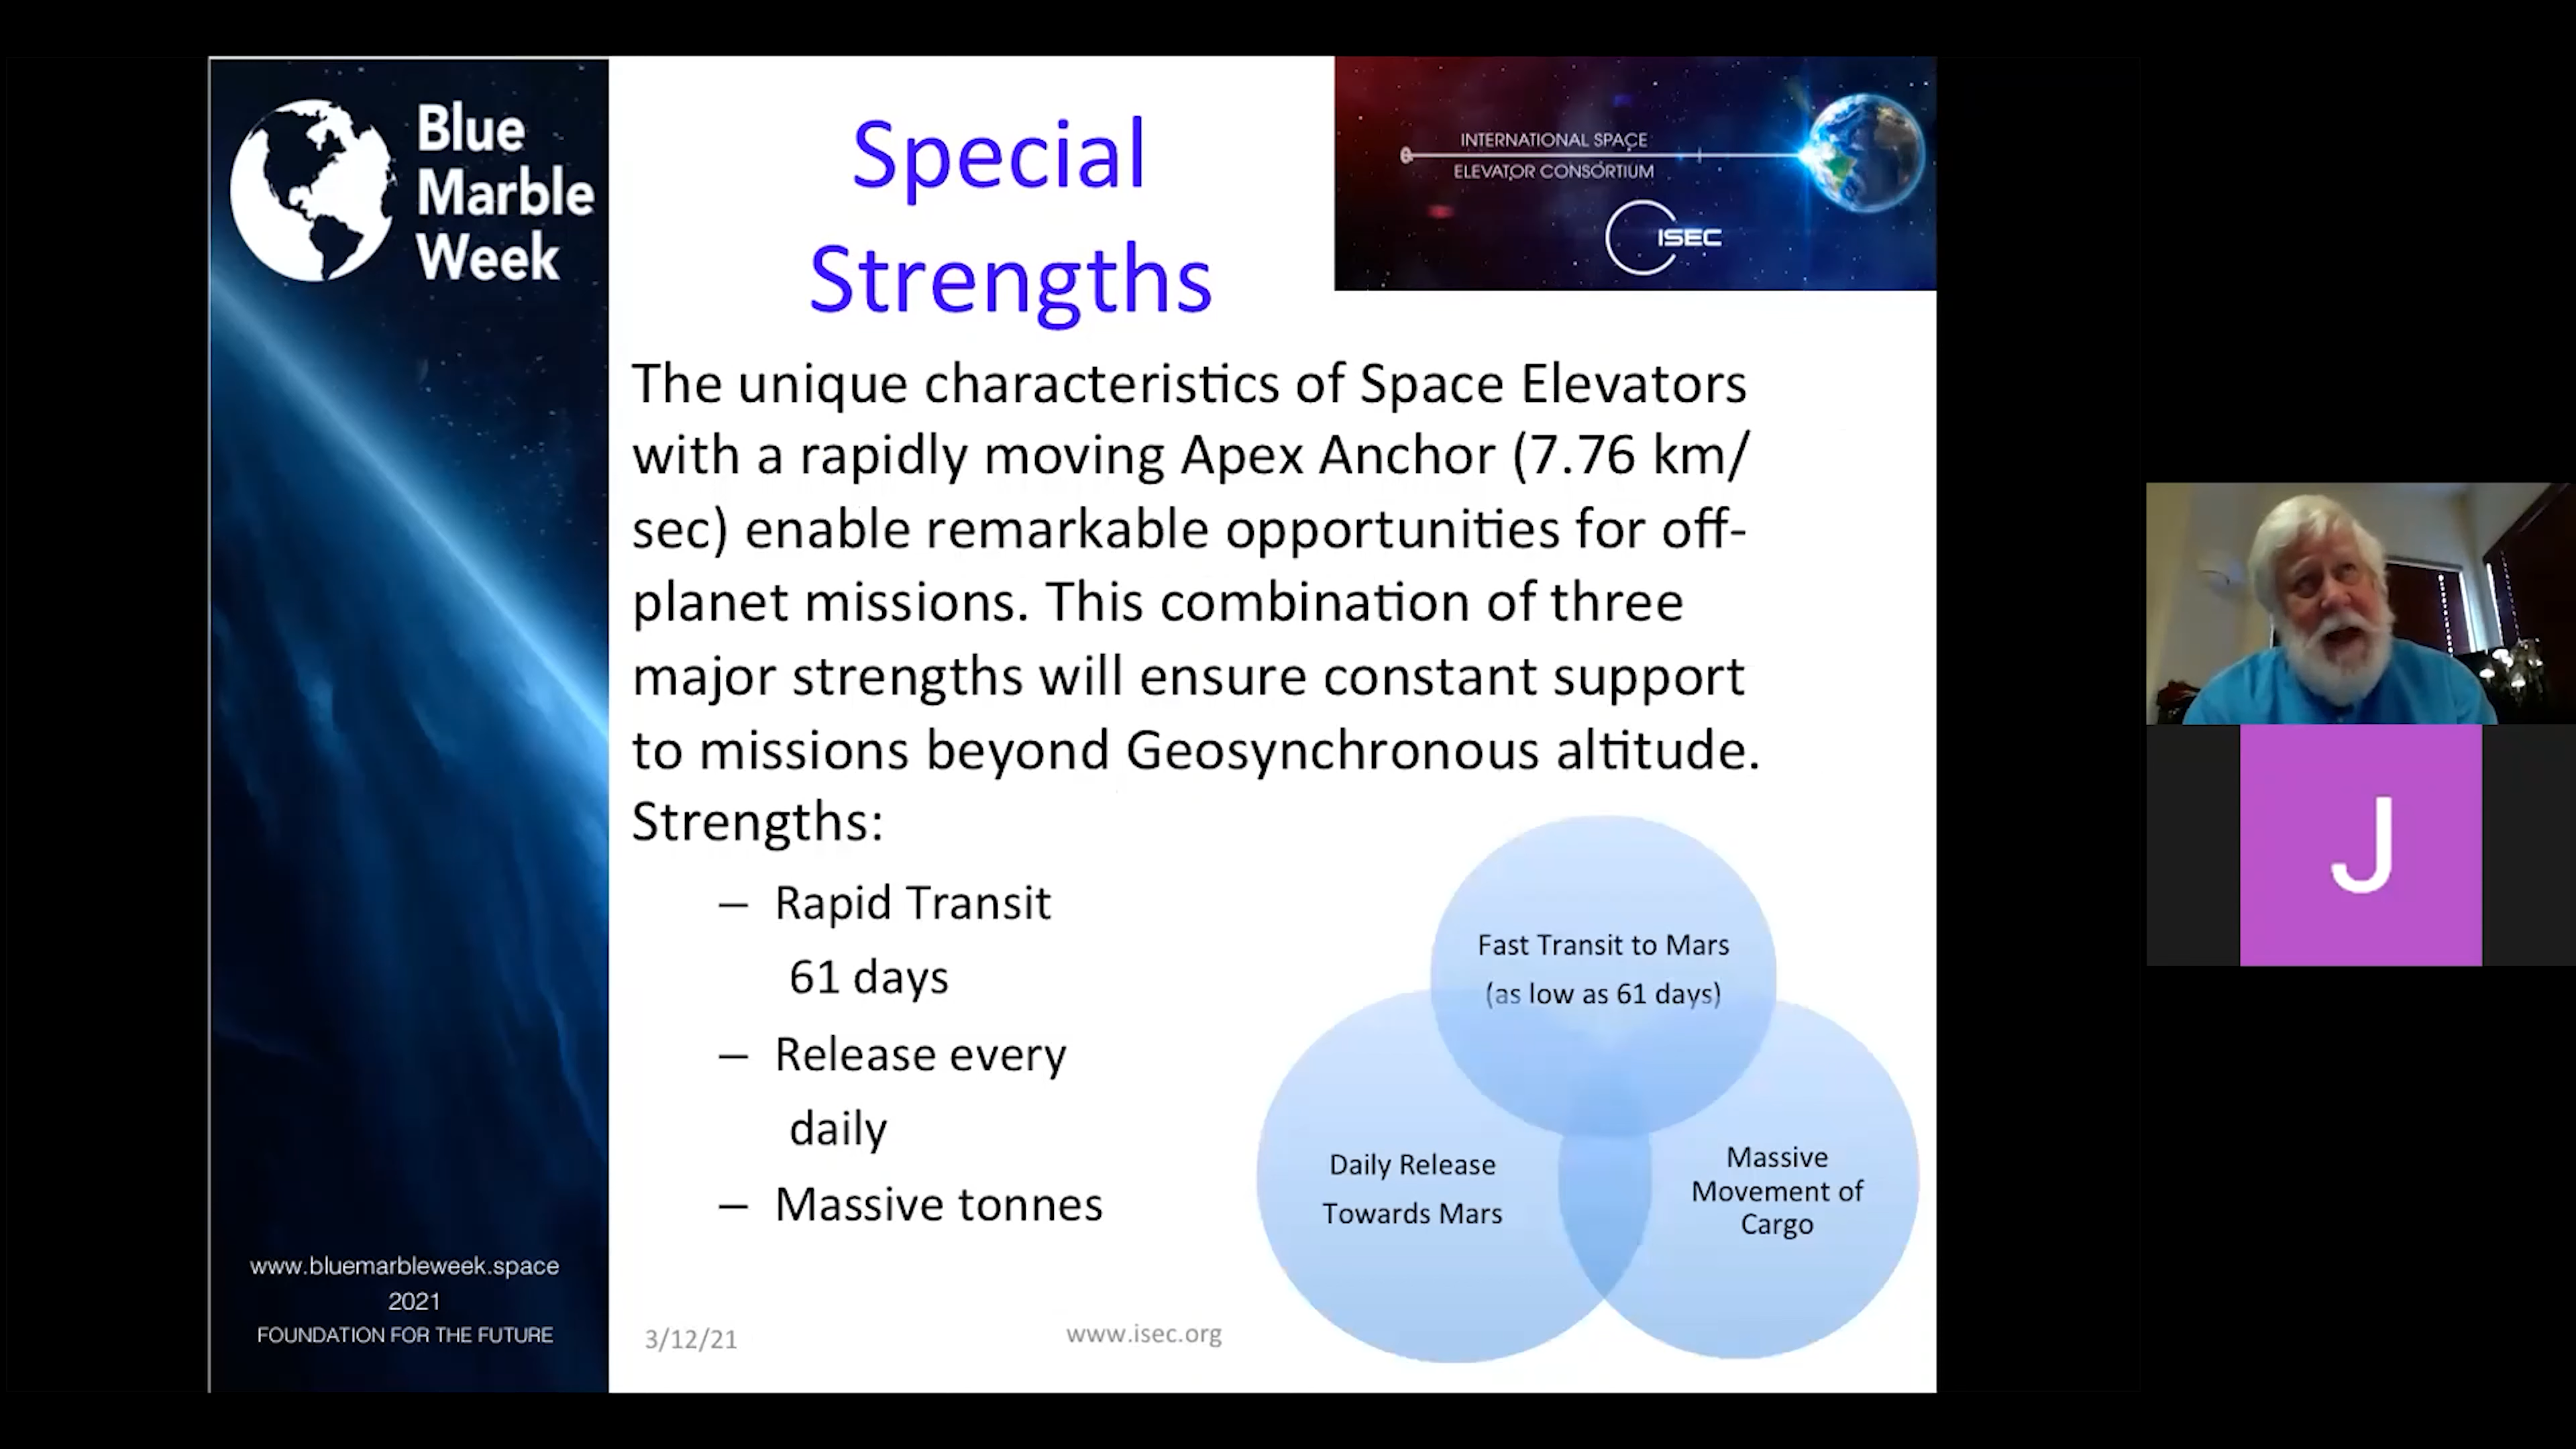 Blue
Marble
Week
Special
Strengths
INTERNATIONAL SPACE
ELEVATOR CONSORTIUM
ISEC
The unique characteristics of Space Elevators
with a rapidly moving Apex Anchor (7.76 km/
sec) enable remarkable opportunities for off-
planet missions. This combination of three
major strengths will ensure constant support
to missions beyond Geosynchronous altitude.
Strengths:
– Rapid Transit
61 days
– Release every
daily
– Massive tonnes
Fast Transit to Mars
(as low as 61 days)
Daily Release
Towards Mars
Massive
Movement of
Cargo
www.bluemarbleweek.space
2021
FOUNDATION FOR THE FUTURE
3/12/21
www.isec.org
J